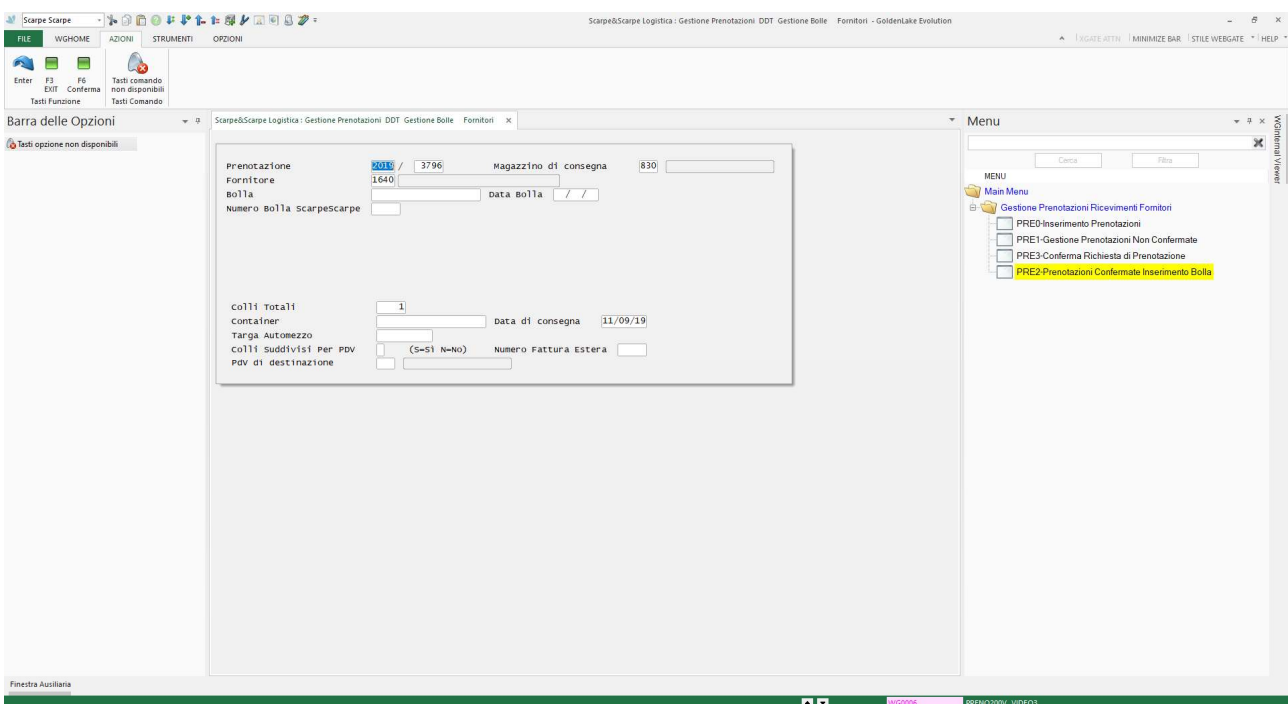 Scarpe Scarpe
Scarpe&Scarpe Logistica : Gestione Prenotazioni DDT Gestione Bolle Fornitori - GoldenLake Evolution
FILE WGHOME AZIONI STRUMENTI OPZIONI
XGATE ATTN MINIMIZE BAR STILE WEBGATE HELP
Enter F3 EXIT F6 Conferma Tasti comando non disponibili
Tasti Funzione Tasti Comando
Barra delle Opzioni
Tasti opzione non disponibili
Scarpe&Scarpe Logistica : Gestione Prenotazioni DDT Gestione Bolle Fornitori x
Prenotazione 2019 / 3796 Magazzino di consegna 830
Fornitore 1640
Bolla Data Bolla / /
Numero Bolla ScarpeScarpe
Colli Totali 1
Container Data di consegna 11/09/19
Targa Automezzo
Colli Suddivisi Per PDV (S=Si N=No) Numero Fattura Estera
PdV di destinazione
Menu
Cerca Filtra
MENU
Main Menu
Gestione Prenotazioni Ricevimenti Fornitori
PRE0-Inserimento Prenotazioni
PRE1-Gestione Prenotazioni Non Confermate
PRE3-Conferma Richiesta di Prenotazione
PRE2-Prenotazioni Confermate Inserimento Bolla
WGInternal Viewer
Finestra Ausiliaria
WG0006 PRENO200V VIDEO3